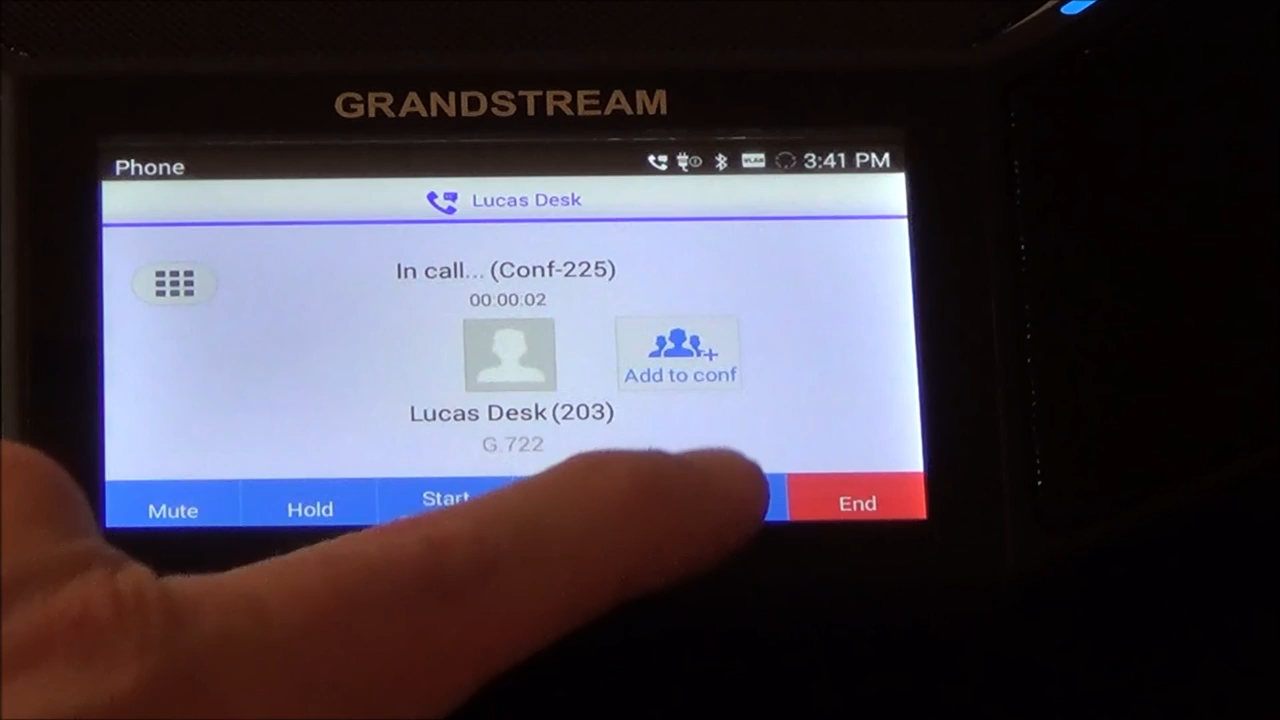 GRANDSTREAM
Phone
VLAN
3:41 PM
Lucas Desk
In call... (Conf-225)
00:00:02
Add to conf
Lucas Desk (203)
G.722
Mute
Hold
Start
End